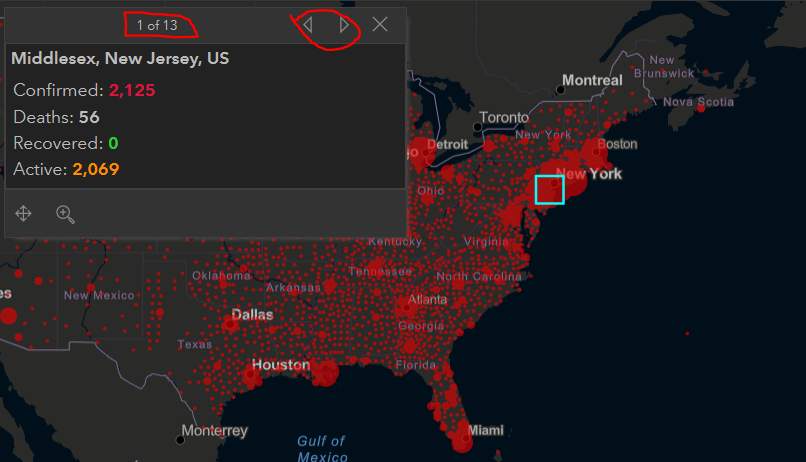 1 of 13
Middlesex, New Jersey, US
Confirmed: 2,125
Deaths: 56
Recovered: 0
Active: 2,069
New
Brunswick
Montreal
Nova Scotia
Toronto
New York
Boston
go
Detroit
New York
Ohio
Kentucky
Virginia
Oklahoma
Tennessee
North Carolina
Arkansas
es
New Mexico
Atlanta
Dallas
Georgia
Texas
Houston
Florida
Miami
Monterrey
Gulf of
Mexico